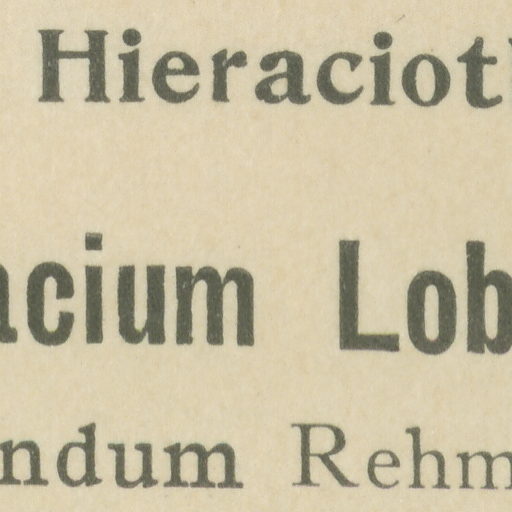 Hieraciot
acium Lob
ndum Rehm